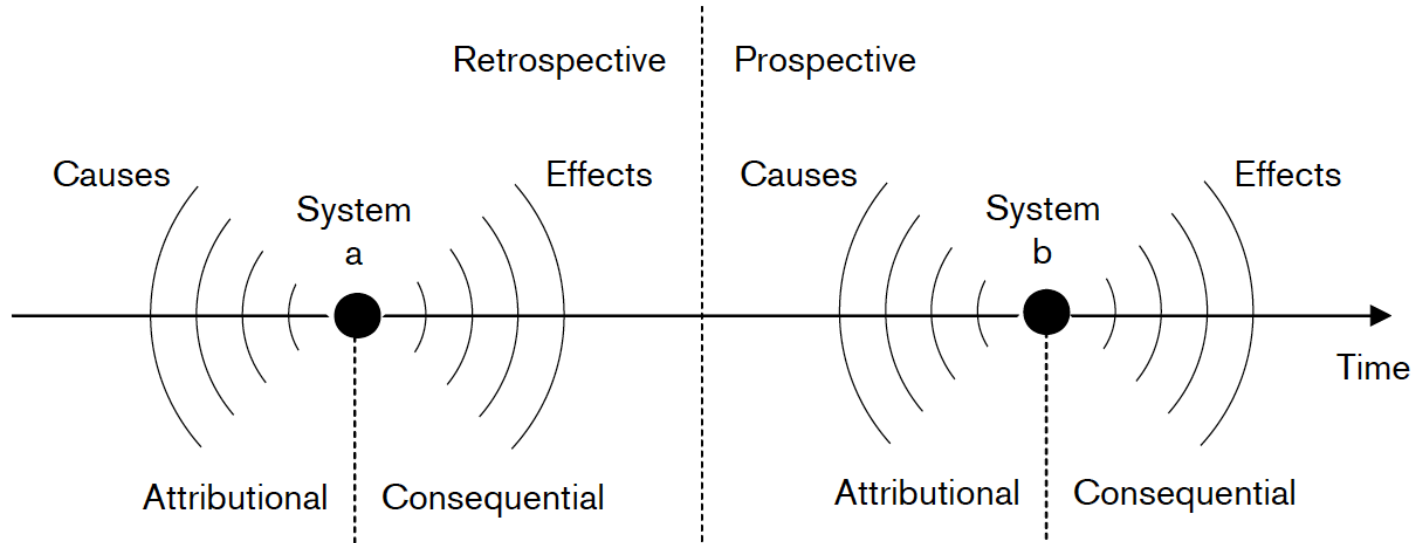 Retrospective
Prospective
Causes
System
a
Effects
Causes
System
b
Effects
Time
Attributional
Consequential
Attributional
Consequential